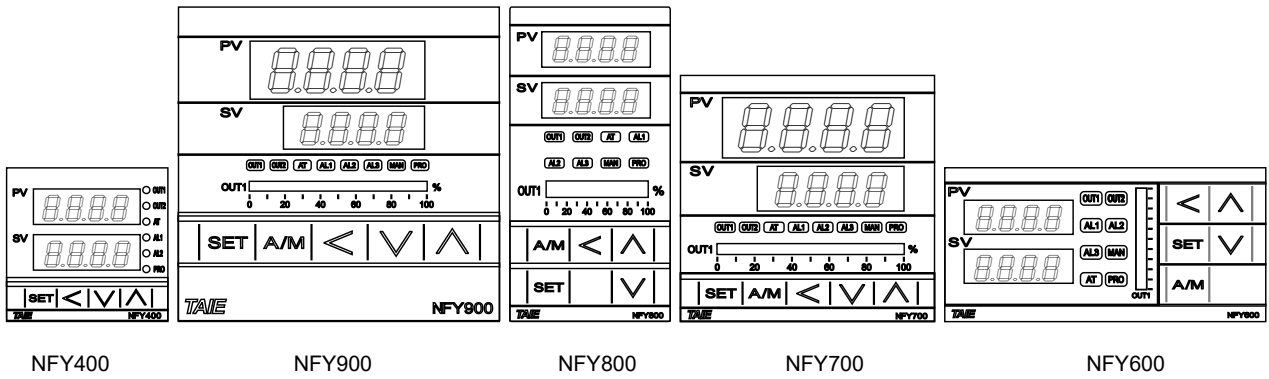 PV
OUT1
OUT2
AT
SV
AL1
AL2
PRO
SET
TAIE NFY400
PV
SV
OUT1 OUT2 AT AL1 AL2 AL3 MAN PRO
OUT1 %
0 20 40 60 80 100
SET A/M
TAIE NFY900
PV
SV
OUT1 OUT2 AT AL1
AL2 AL3 MAN PRO
OUT1 %
0 20 40 60 80 100
A/M
SET
TAIE NFY800
PV
SV
OUT1 OUT2 AT AL1 AL2 AL3 MAN PRO
OUT1 %
0 20 40 60 80 100
SET A/M
TAIE NFY700
PV
OUT1 OUT2
AL1 AL2
SV
AL3 MAN
AT PRO
OUT1
SET
A/M
TAIE NFY600
NFY400 NFY900 NFY800 NFY700 NFY600